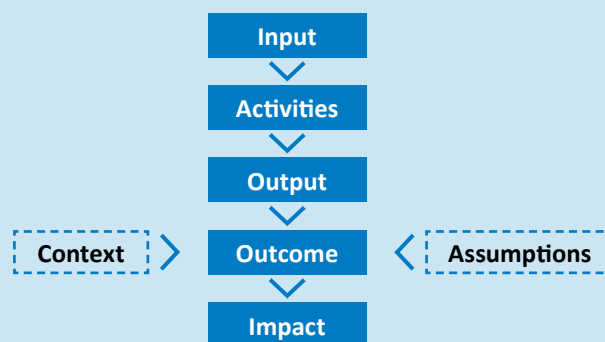 Input
Activities
Output
Context
Outcome
Assumptions
Impact